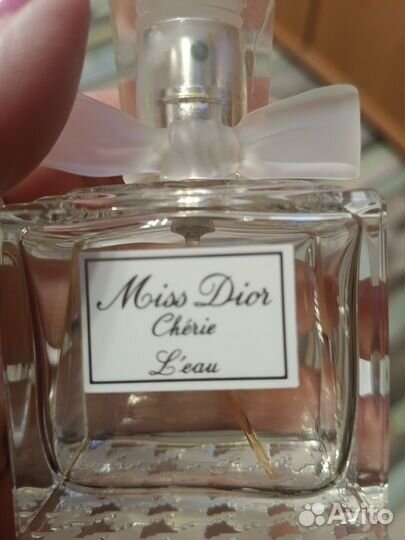 Miss Dior
Chérie
L'eau
Avito